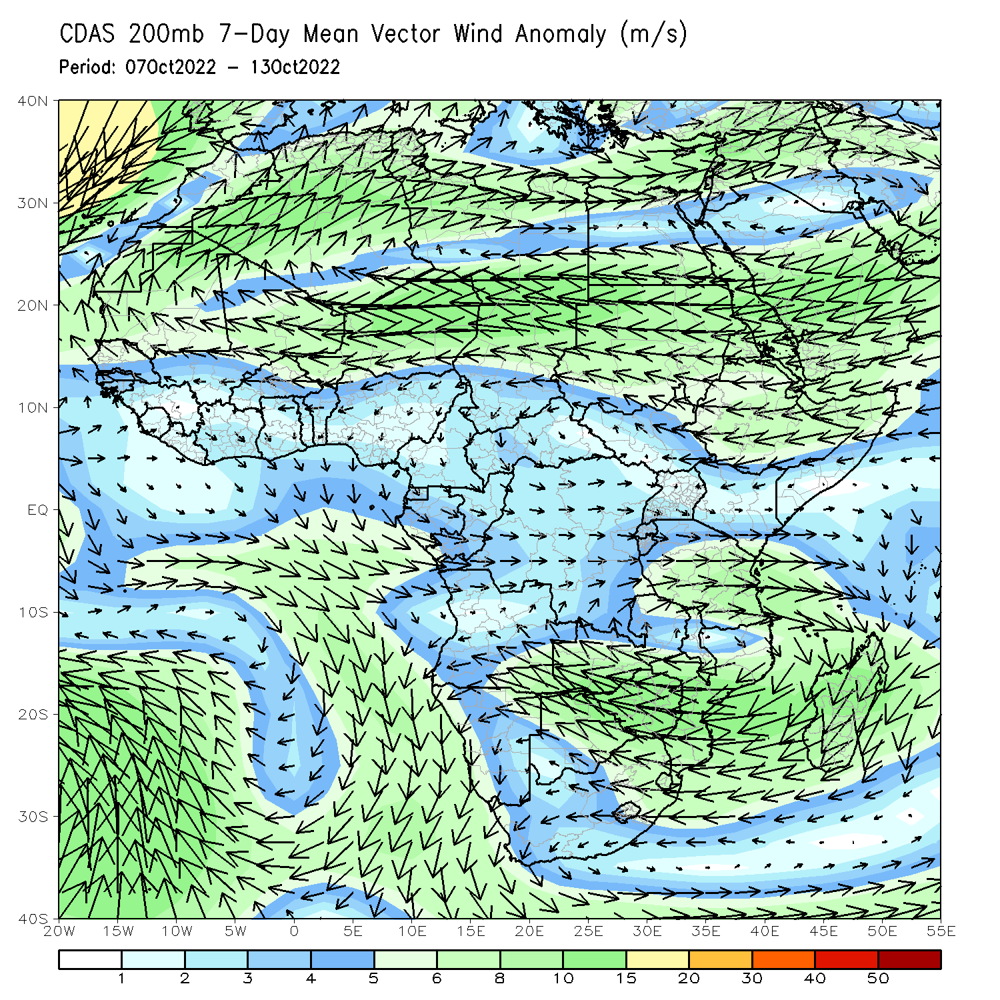 CDAS 200mb 7-Day Mean Vector Wind Anomaly (m/s)
Period: 07Oct2022 - 13Oct2022
40N
30N
20N
10N
EQ
10S
20S
30S
40S
20W 15W 10W 5W 0 5E 10E 15E 20E 25E 30E 35E 40E 45E 50E 55E
1 2 3 4 5 6 8 10 15 20 30 40 50